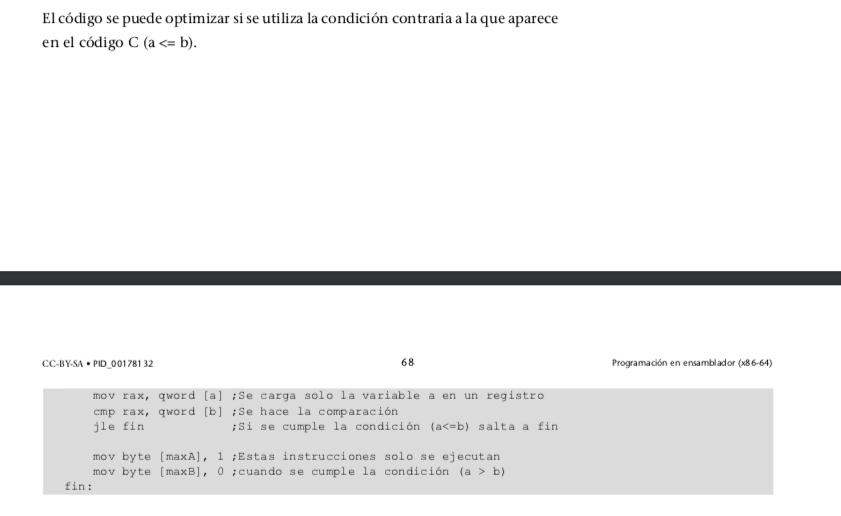 El código se puede optimizar si se utiliza la condición contraria a la que aparece
en el código C (a <= b).
CC-BY-SA • PID_00178132
68
Programación en ensamblador (x86-64)
mov rax, qword [a] ;Se carga solo la variable a en un registro
cmp rax, qword [b] ;Se hace la comparación
jle fin ;Si se cumple la condición (a<=b) salta a fin
mov byte [maxA], 1 ;Estas instrucciones solo se ejecutan
mov byte [maxB], 0 ;cuando se cumple la condición (a > b)
fin: